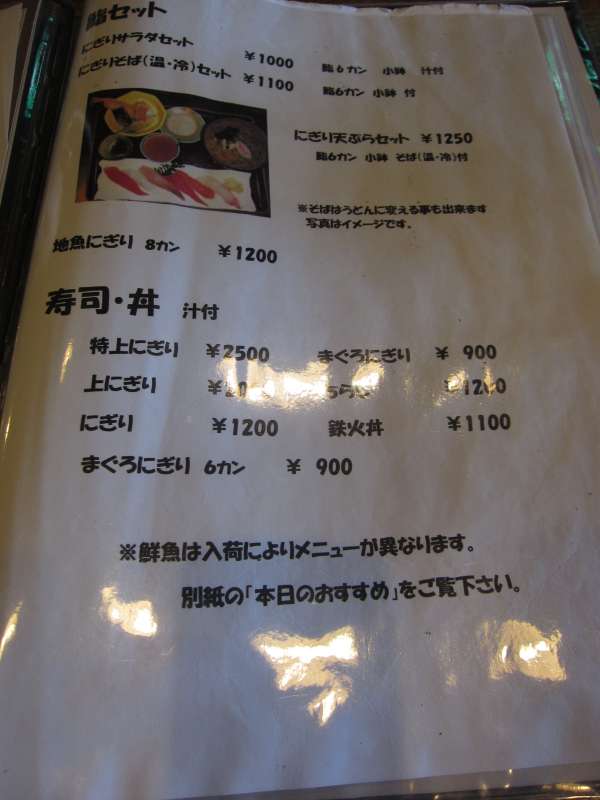 鮨セット
にぎりサラダセット ￥1000 鮨6カン 小鉢 汁付
にぎりそば(温・冷)セット ￥1100 鮨6カン 小鉢 付
にぎり天ぷらセット ￥1250
鮨6カン 小鉢 そば(温・冷)付
※そばはうどんに変える事も出来ます
写真はイメージです。
地魚にぎり 8カン ￥1200
寿司・丼 汁付
特上にぎり ￥2500 まぐろにぎり ￥ 900
上にぎり ￥1200
にぎり ￥1200 鉄火丼 ￥1100
まぐろにぎり 6カン ￥ 900
※鮮魚は入荷によりメニューが異なります。
別紙の「本日のおすすめ」をご覧下さい。